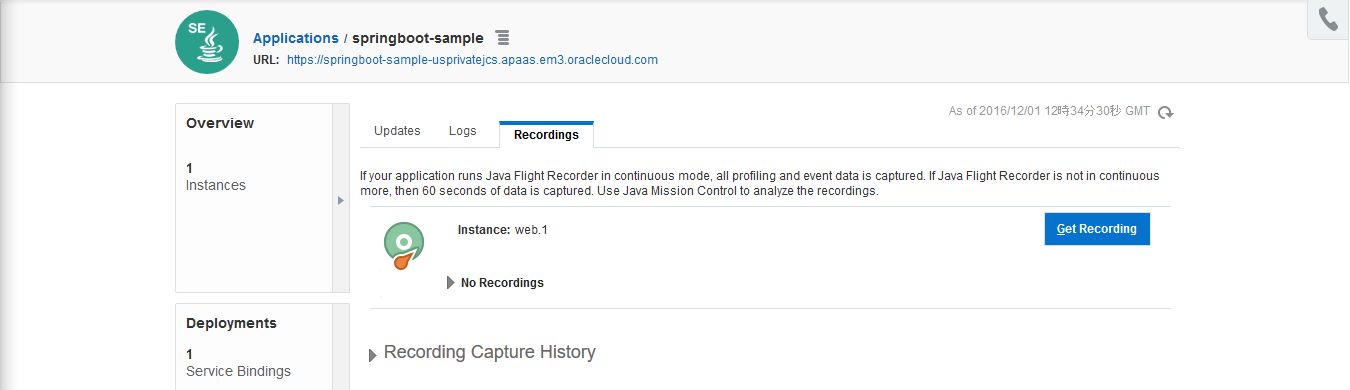 SE
Applications / springboot-sample
URL: https://springboot-sample-usprivatejcs.apaas.em3.oraclecloud.com
As of 2016/12/01 12時34分30秒 GMT
Overview
1
Instances
Updates Logs Recordings
If your application runs Java Flight Recorder in continuous mode, all profiling and event data is captured. If Java Flight Recorder is not in continuous
more, then 60 seconds of data is captured. Use Java Mission Control to analyze the recordings.
Instance: web.1
Get Recording
No Recordings
Deployments
1
Service Bindings
Recording Capture History